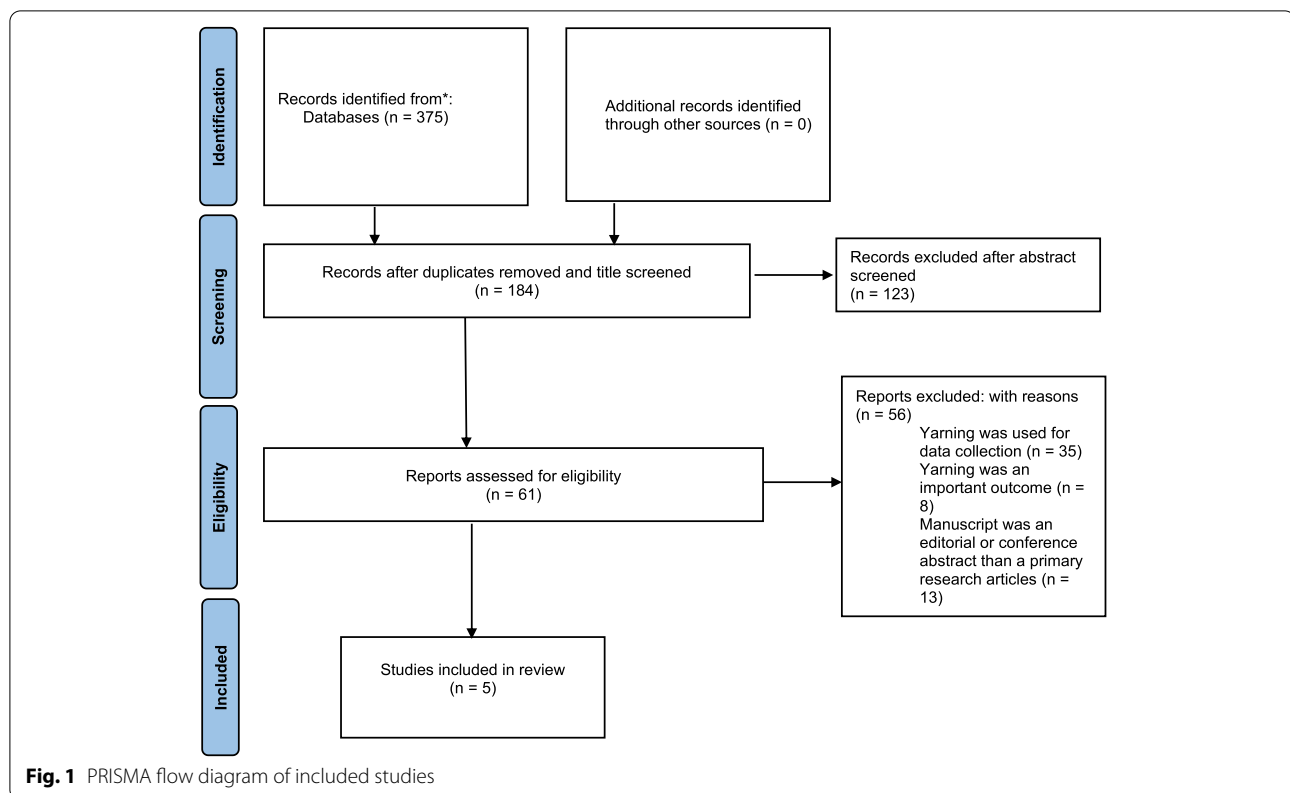 Identification
Records identified from*:
Databases (n = 375)
Additional records identified
through other sources (n = 0)
Screening
Records after duplicates removed and title screened
(n = 184)
Records excluded after abstract
screened
(n = 123)
Eligibility
Reports assessed for eligibility
(n = 61)
Reports excluded: with reasons
(n = 56)
Yarning was used for
data collection (n = 35)
Yarning was an
important outcome (n =
8)
Manuscript was an
editorial or conference
abstract than a primary
research articles (n =
13)
Included
Studies included in review
(n = 5)
Fig. 1 PRISMA flow diagram of included studies